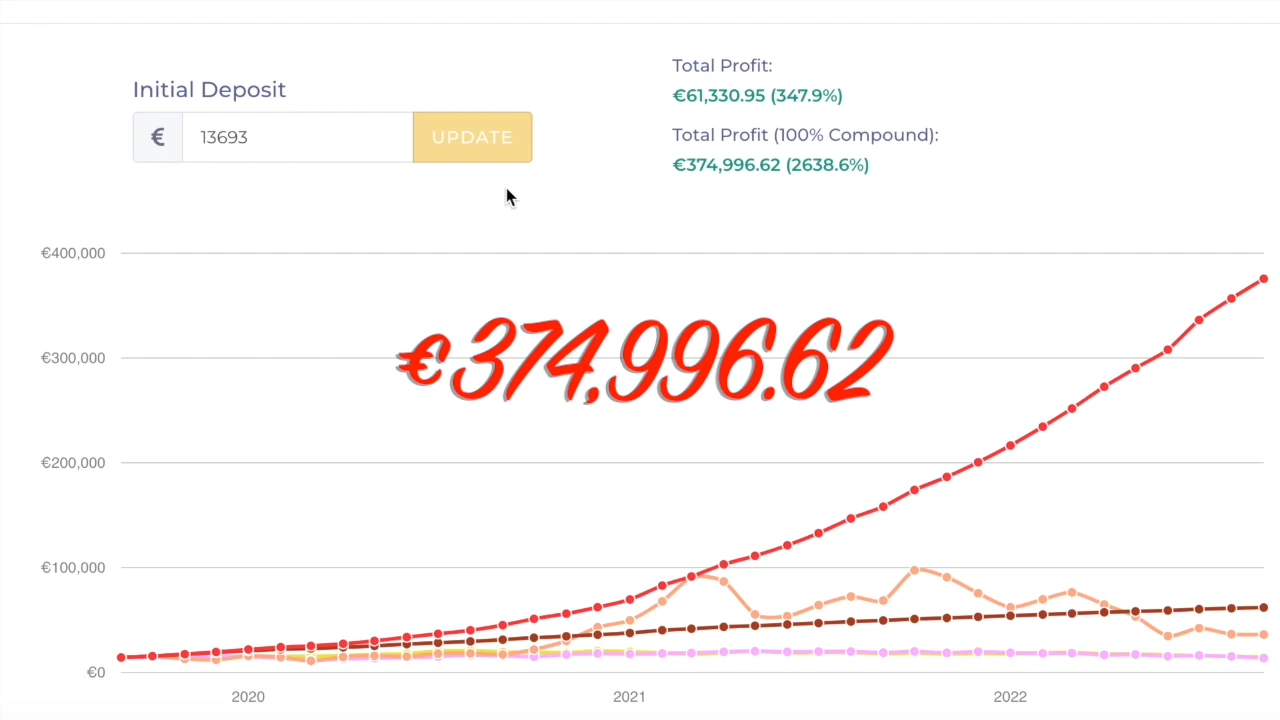 Initial Deposit
€ 13693 UPDATE
Total Profit:
€61,330.95 (347.9%)
Total Profit (100% Compound):
€374,996.62 (2638.6%)
€400,000
€374,996.62
€300,000
€200,000
€100,000
€0
2020 2021 2022